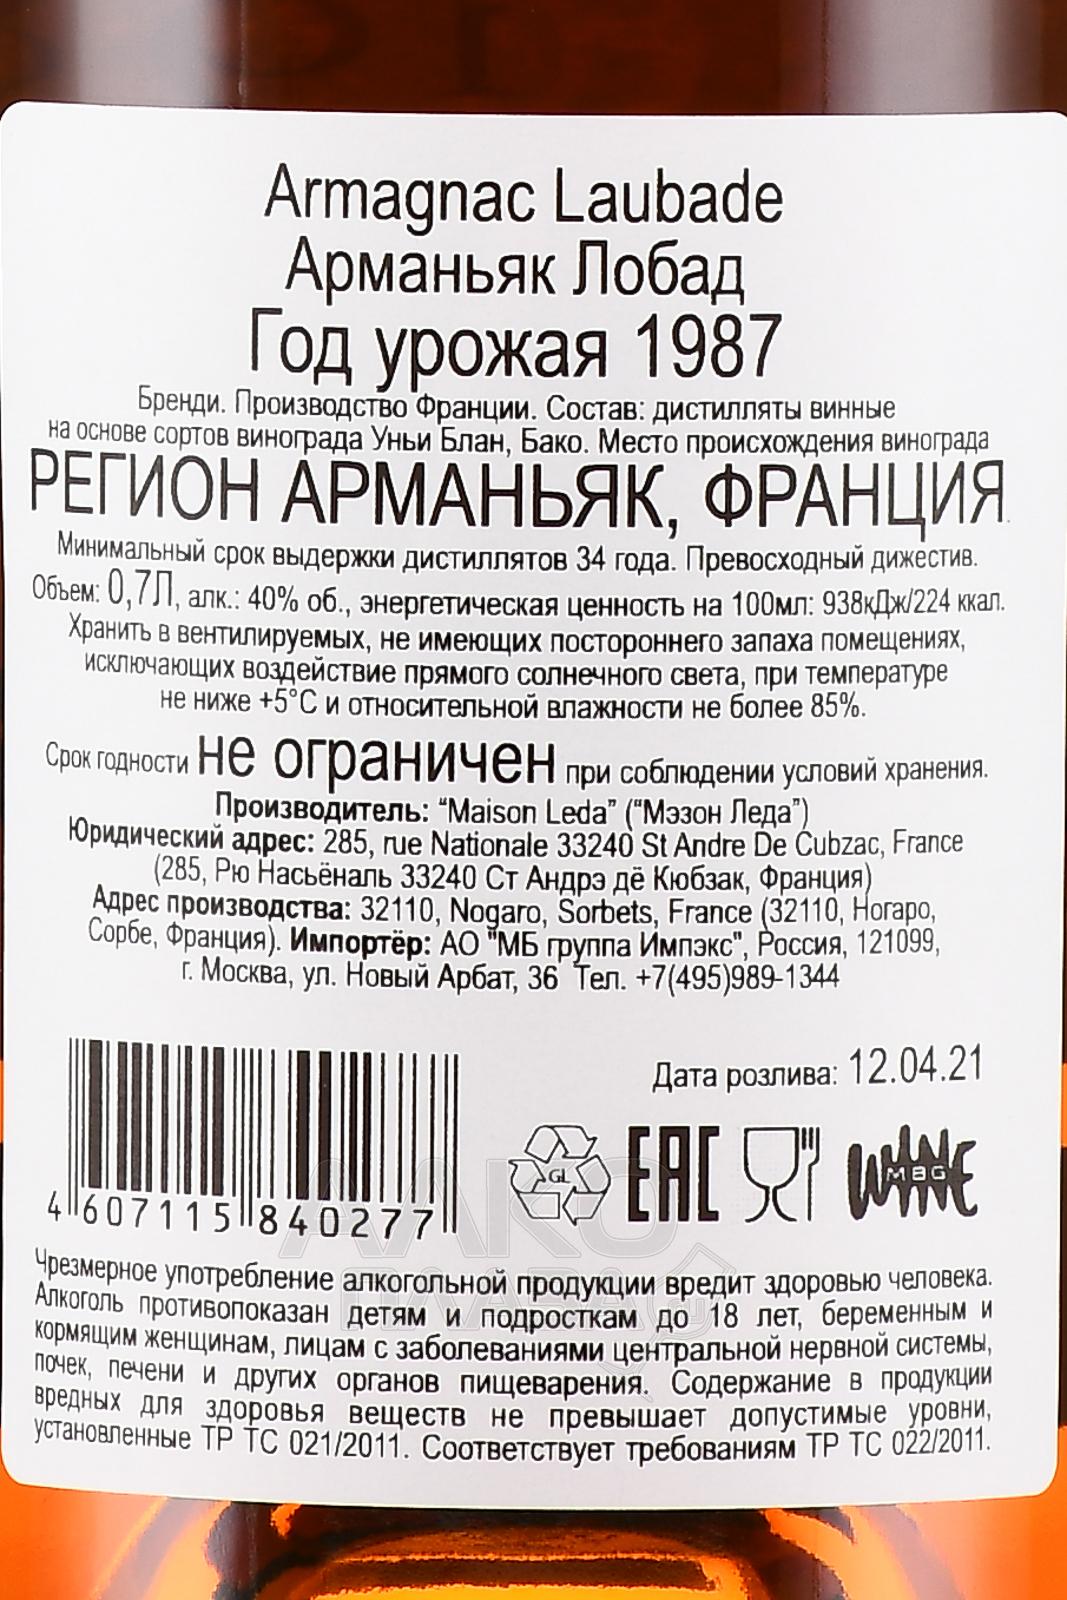 Armagnac Laubade
Арманьяк Лобад
Год урожая 1987
Бренди. Производство Франции. Состав: дистилляты винные
на основе сортов винограда Уньи Блан, Бако. Место происхождения винограда
РЕГИОН АРМАНЬЯК, ФРАНЦИЯ.
Минимальный срок выдержки дистиллятов 34 года. Превосходный дижестив.
Объем: 0,7Л, алк.: 40% об., энергетическая ценность на 100мл: 938кДж/224 ккал.
Хранить в вентилируемых, не имеющих постороннего запаха помещениях,
исключающих воздействие прямого солнечного света, при температуре
не ниже +5°С и относительной влажности не более 85%.
Срок годности не ограничен при соблюдении условий хранения.
Производитель: “Maison Leda” (“Мэзон Леда”)
Юридический адрес: 285, rue Nationale 33240 St Andre De Cubzac, France
(285, Рю Насьёналь 33240 Ст Андрэ дё Кюбзак, Франция)
Адрес производства: 32110, Nogaro, Sorbets, France (32110, Ногаро,
Сорбе, Франция). Импортёр: АО "МБ группа Импэкс", Россия, 121099,
г. Москва, ул. Новый Арбат, 36 Тел. +7(495)989-1344
Дата розлива: 12.04.21
GL
EAC
WINE
MBG
4 607115 840277
АЛКО
ПЛАЗА
Чрезмерное употребление алкогольной продукции вредит здоровью человека.
Алкоголь противопоказан детям и подросткам до 18 лет, беременным и
кормящим женщинам, лицам с заболеваниями центральной нервной системы,
почек, печени и других органов пищеварения. Содержание в продукции
вредных для здоровья веществ не превышает допустимые уровни,
установленные ТР ТС 021/2011. Соответствует требованиям ТР ТС 022/2011.